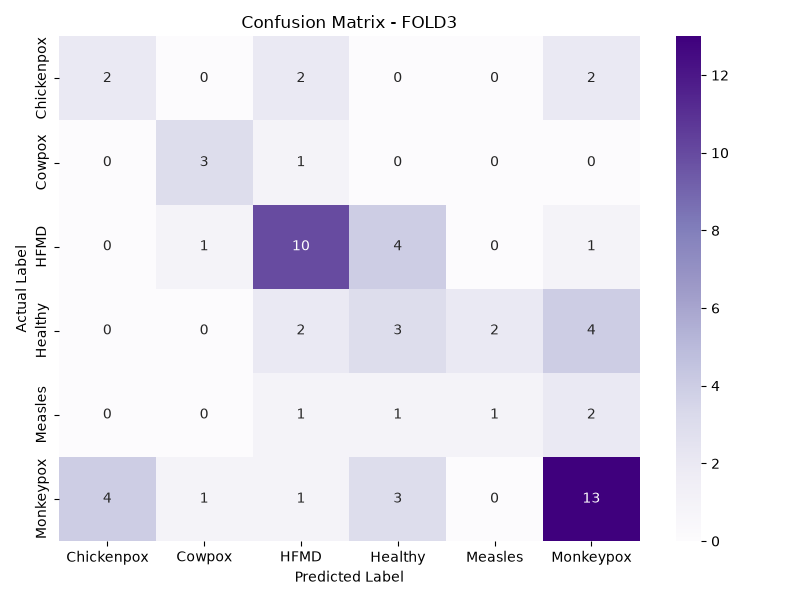 Confusion Matrix - FOLD3
Actual Label
Chickenpox 2 0 2 0 0 2
Cowpox 0 3 1 0 0 0
HFMD 0 1 10 4 0 1
Healthy 0 0 2 3 2 4
Measles 0 0 1 1 1 2
Monkeypox 4 1 1 3 0 13
Chickenpox Cowpox HFMD Healthy Measles Monkeypox
Predicted Label
12
10
8
6
4
2
0